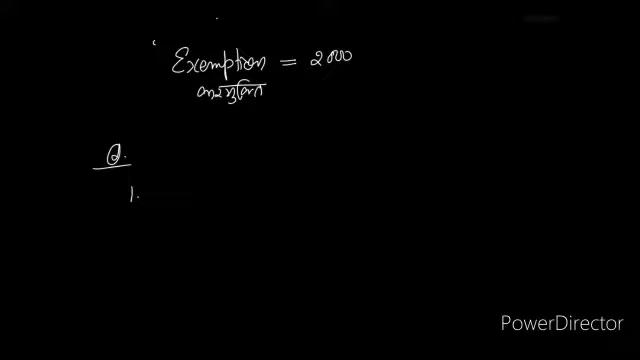 Exemption = 2000
Q.
1.
PowerDirector